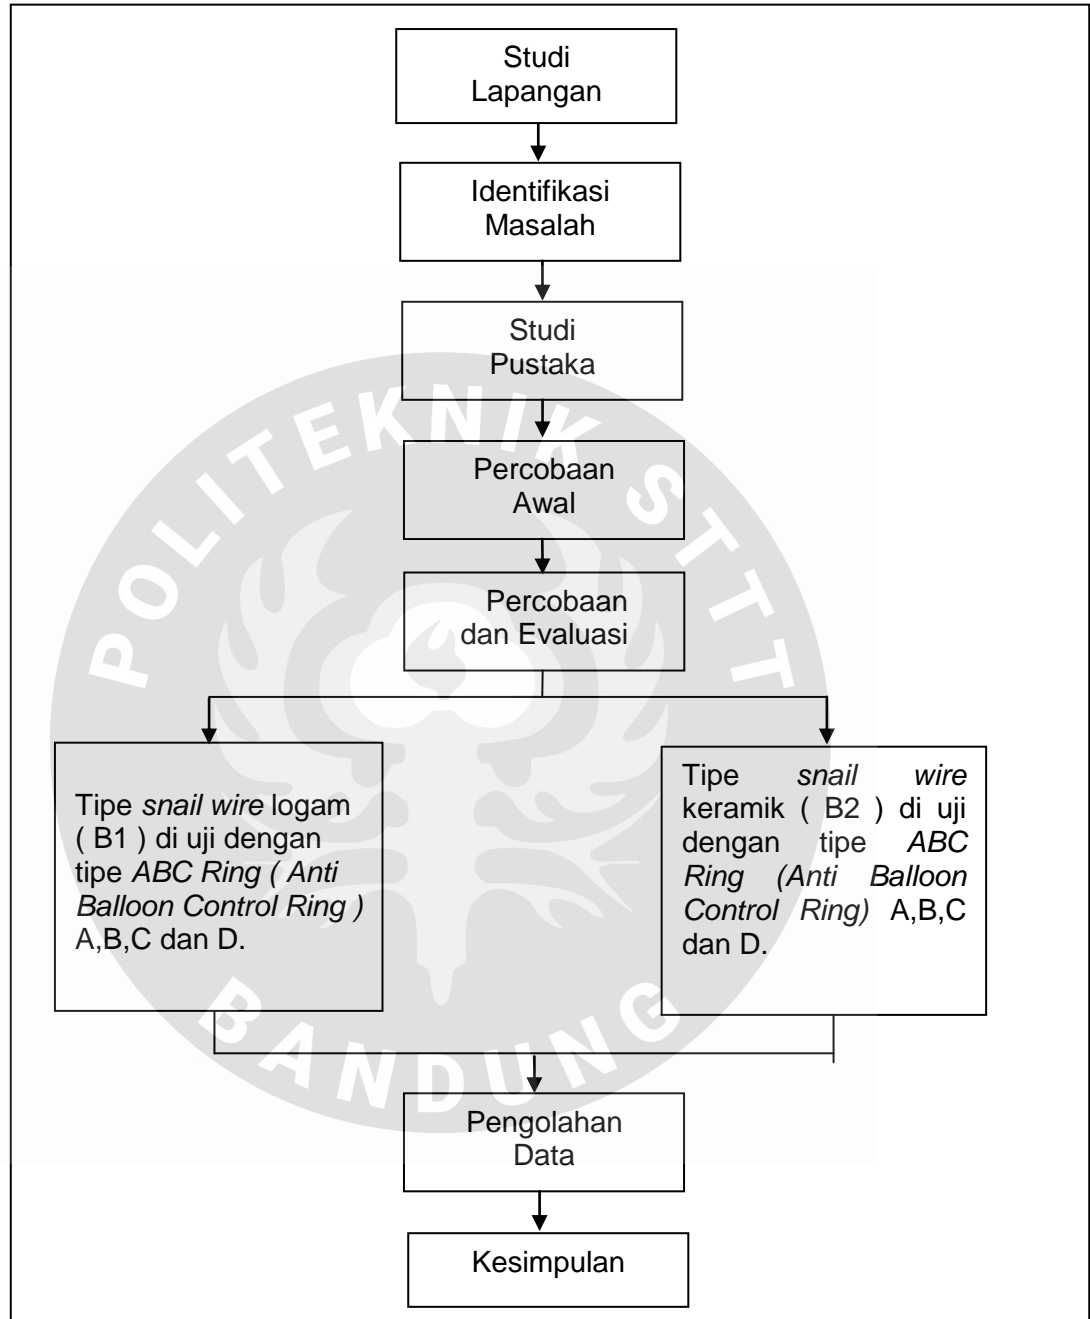 Studi
Lapangan
Identifikasi
Masalah
Studi
Pustaka
Percobaan
Awal
Percobaan
dan Evaluasi
Tipe snail wire logam
( B1 ) di uji dengan
tipe ABC Ring ( Anti
Balloon Control Ring )
A,B,C dan D.
Tipe snail wire
keramik ( B2 ) di uji
dengan tipe ABC
Ring (Anti Balloon
Control Ring) A,B,C
dan D.
Pengolahan
Data
Kesimpulan
POLITEKNIK STTT
BANDUNG